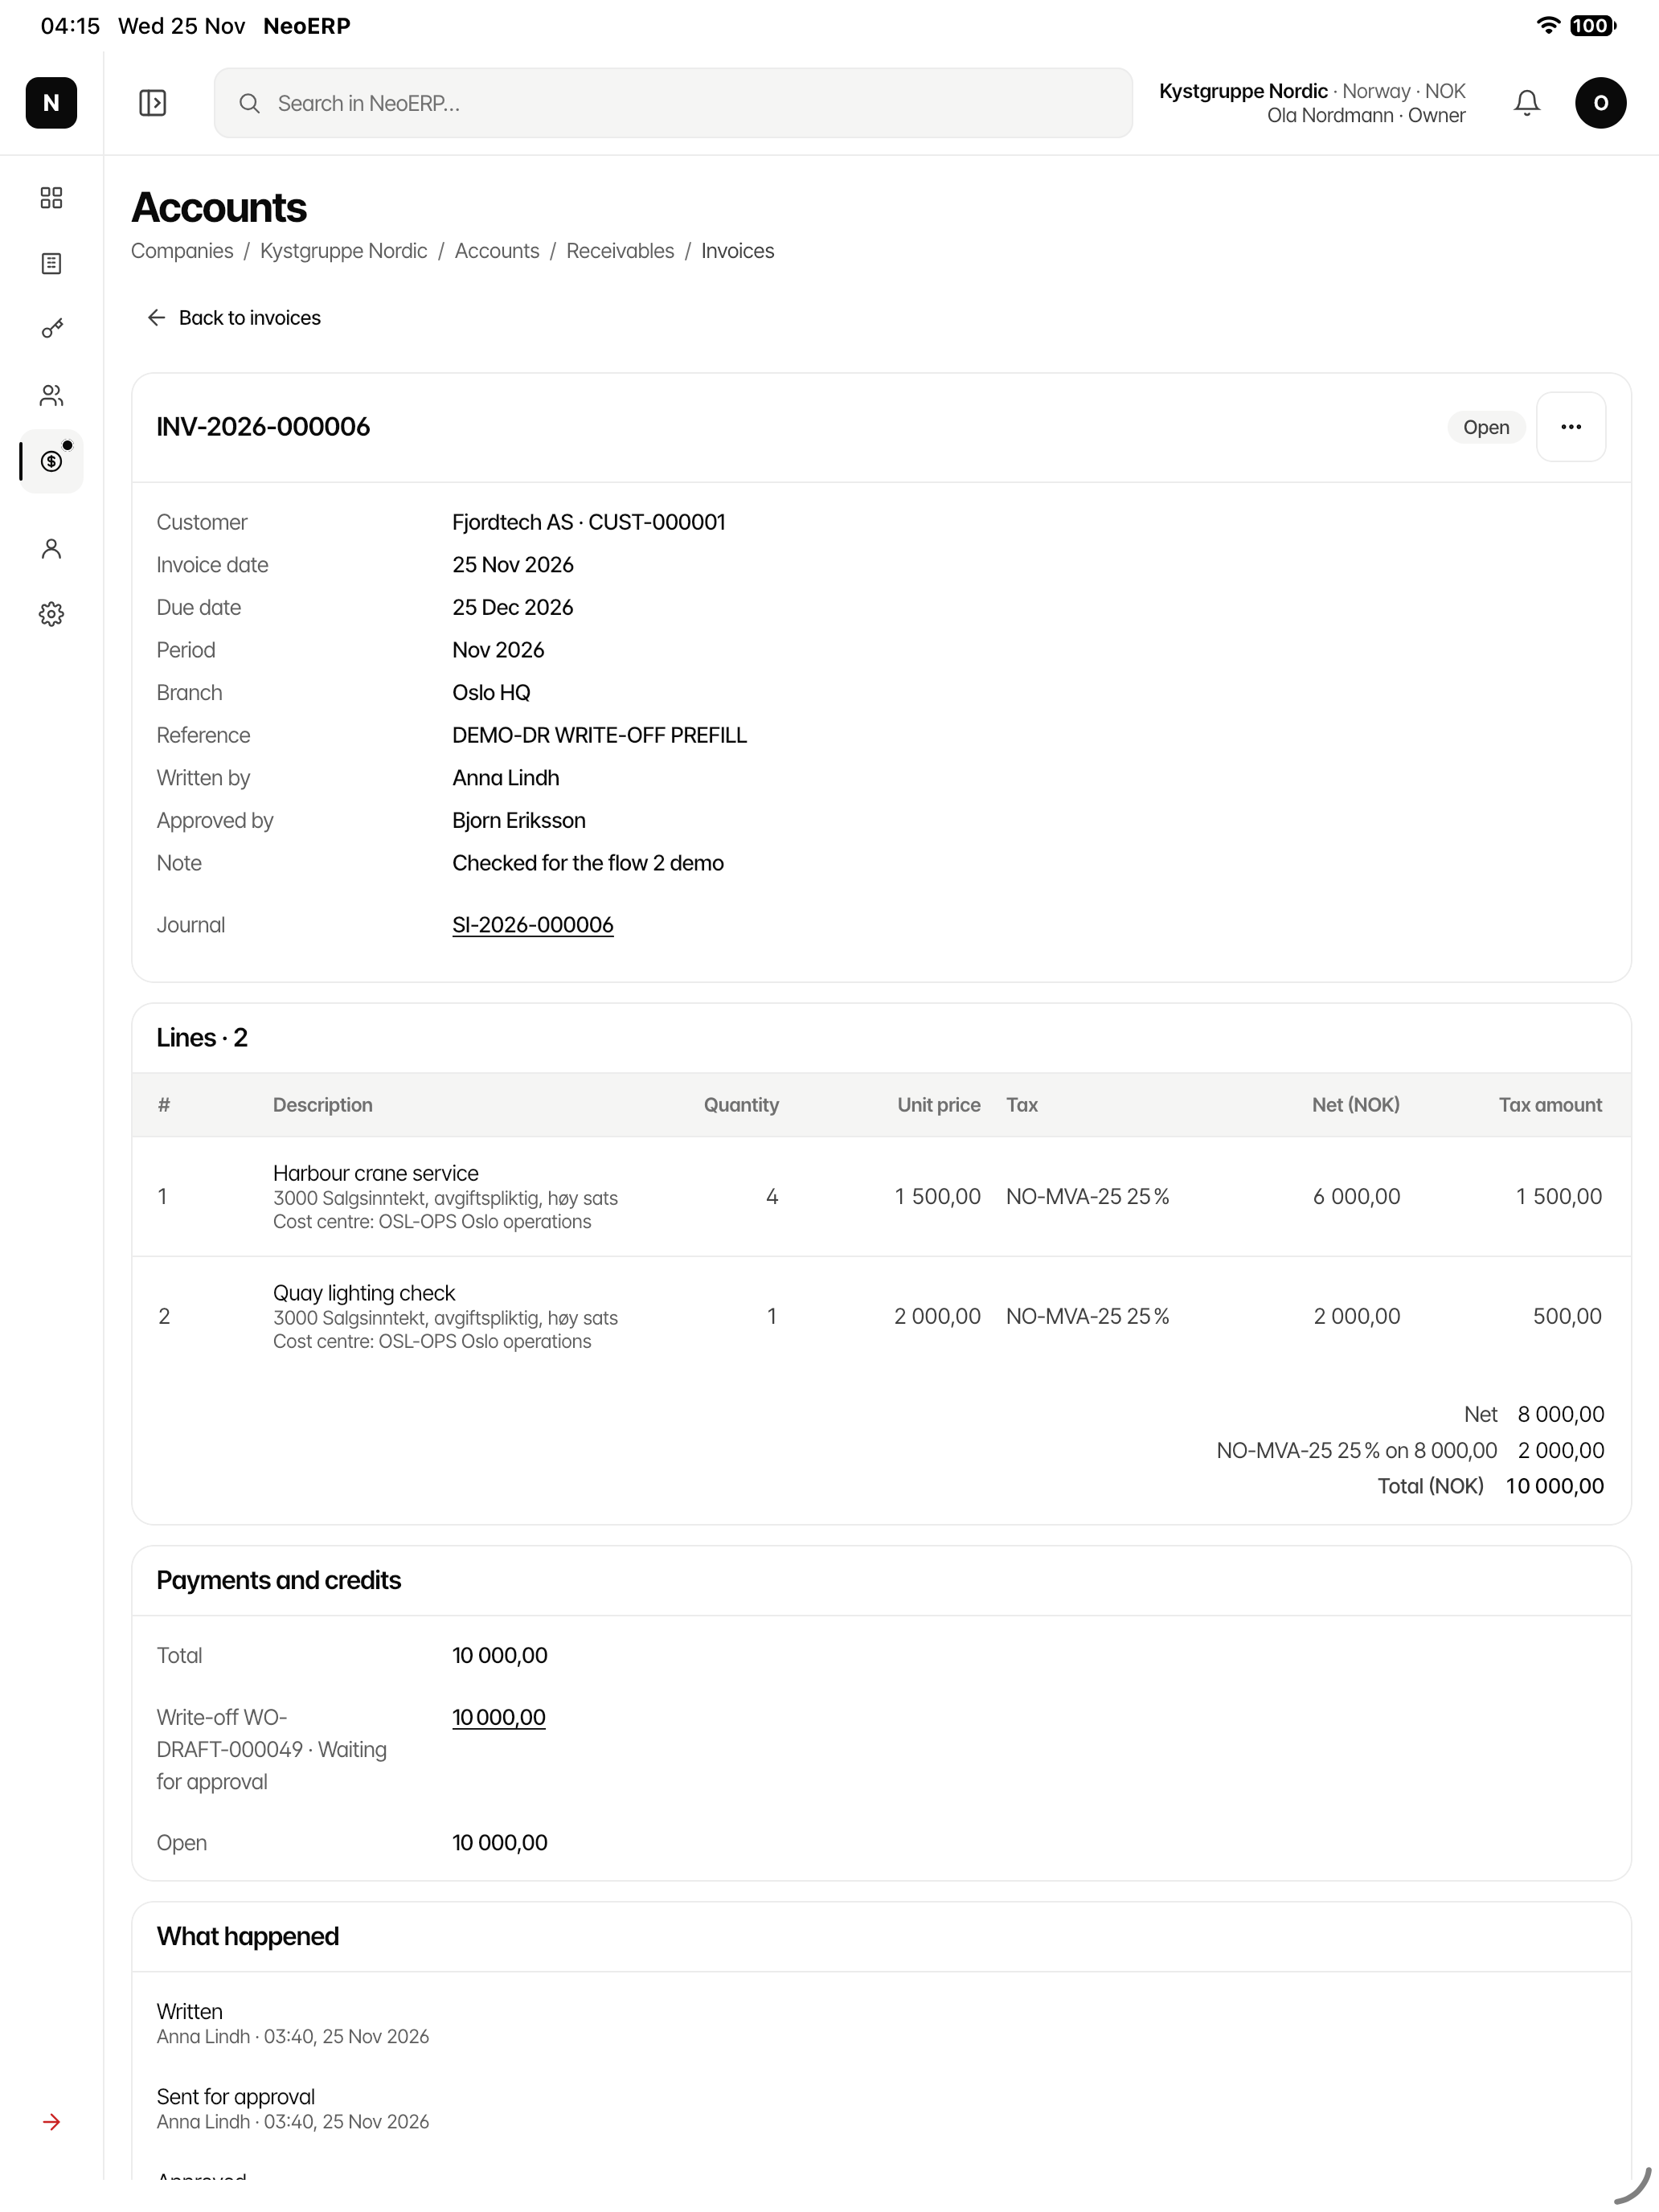 04:15 Wed 25 Nov NeoERP
100
N
Search in NeoERP...
Kystgruppe Nordic · Norway · NOK
Ola Nordmann · Owner
O
Accounts
Companies / Kystgruppe Nordic / Accounts / Receivables / Invoices
Back to invoices
INV-2026-000006
Open
Customer Fjordtech AS · CUST-000001
Invoice date 25 Nov 2026
Due date 25 Dec 2026
Period Nov 2026
Branch Oslo HQ
Reference DEMO-DR WRITE-OFF PREFILL
Written by Anna Lindh
Approved by Bjorn Eriksson
Note Checked for the flow 2 demo
Journal SI-2026-000006
Lines · 2
# Description Quantity Unit price Tax Net (NOK) Tax amount
Harbour crane service
1 3000 Salgsinntekt, avgiftspliktig, høy sats 4 1 500,00 NO-MVA-25 25 % 6 000,00 1 500,00
Cost centre: OSL-OPS Oslo operations
Quay lighting check
2 3000 Salgsinntekt, avgiftspliktig, høy sats 1 2 000,00 NO-MVA-25 25 % 2 000,00 500,00
Cost centre: OSL-OPS Oslo operations
Net 8 000,00
NO-MVA-25 25 % on 8 000,00 2 000,00
Total (NOK) 10 000,00
Payments and credits
Total 10 000,00
Write-off WO- 10 000,00
DRAFT-000049 · Waiting
for approval
Open 10 000,00
What happened
Written
Anna Lindh · 03:40, 25 Nov 2026
Sent for approval
Anna Lindh · 03:40, 25 Nov 2026